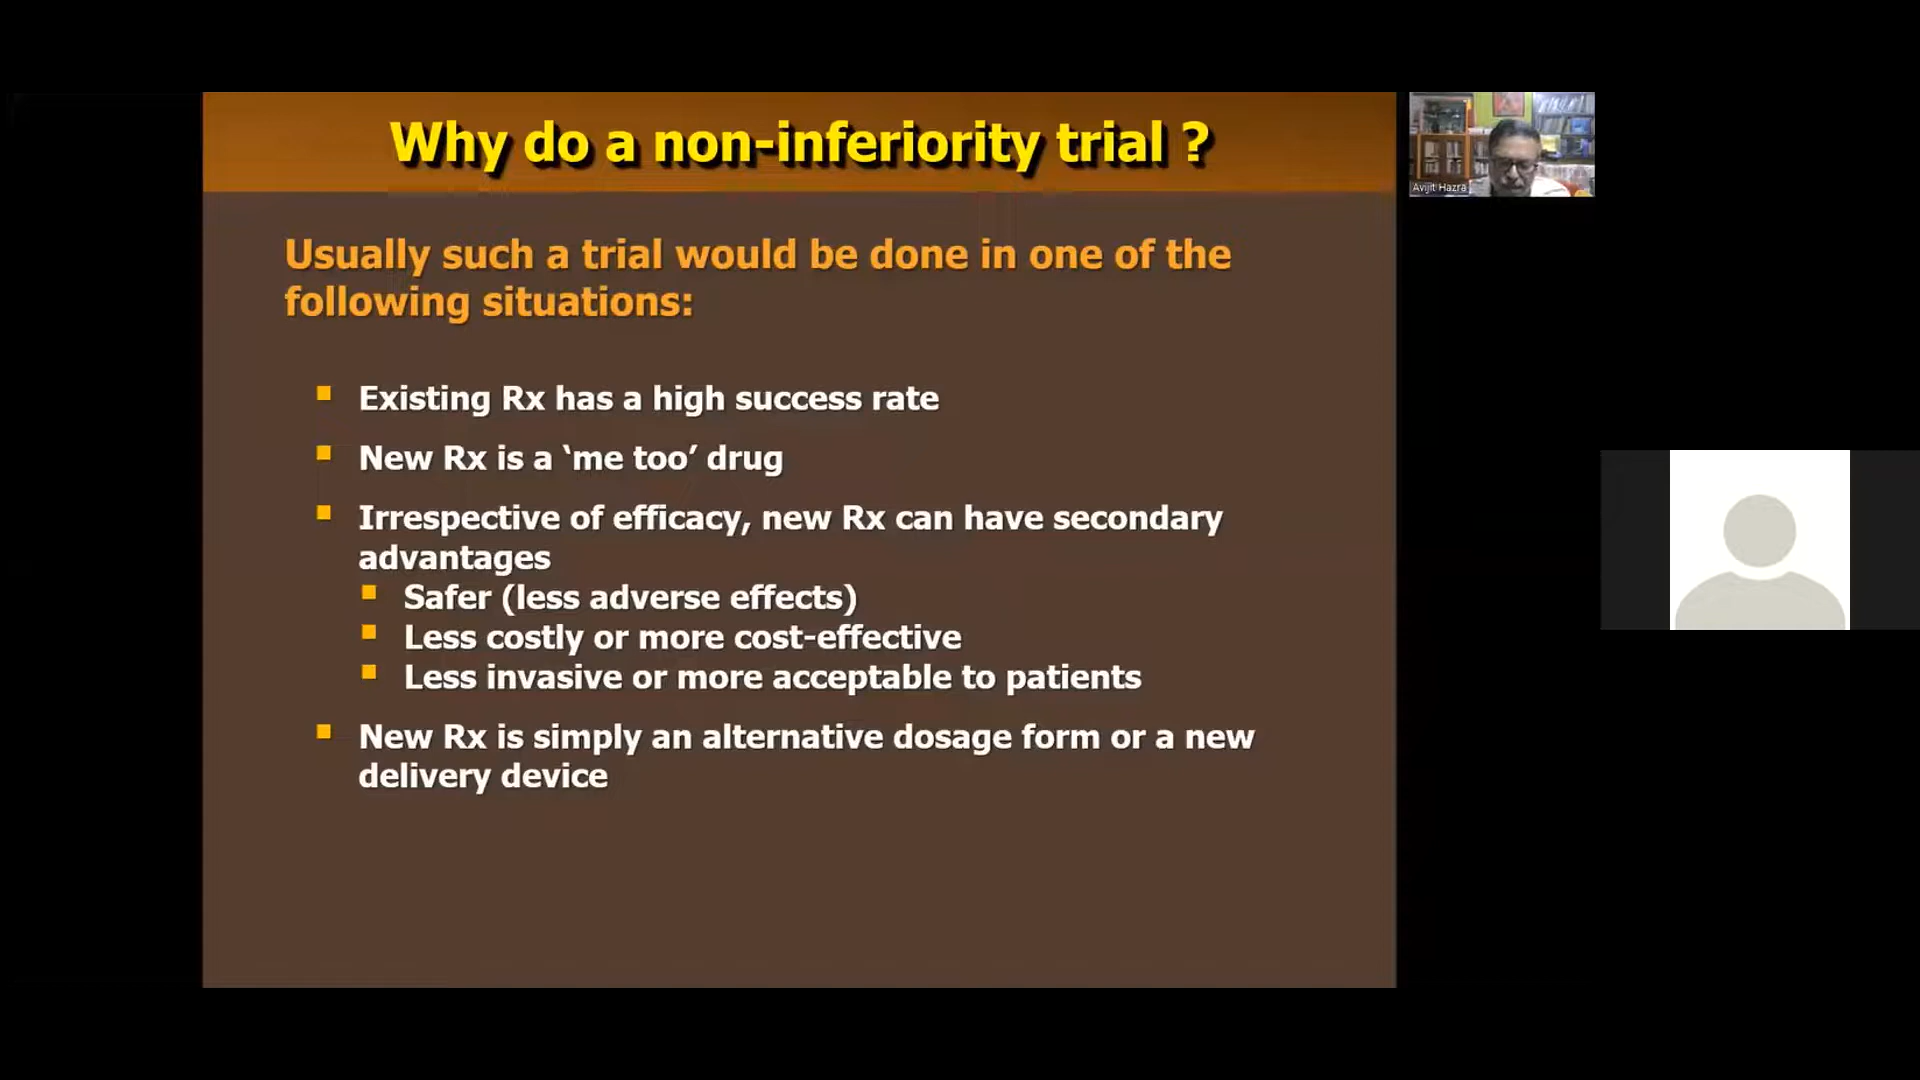 Why do a non-inferiority trial ?
Usually such a trial would be done in one of the
following situations:
Existing Rx has a high success rate
New Rx is a ‘me too’ drug
Irrespective of efficacy, new Rx can have secondary
advantages
Safer (less adverse effects)
Less costly or more cost-effective
Less invasive or more acceptable to patients
New Rx is simply an alternative dosage form or a new
delivery device
Avijit Hazra